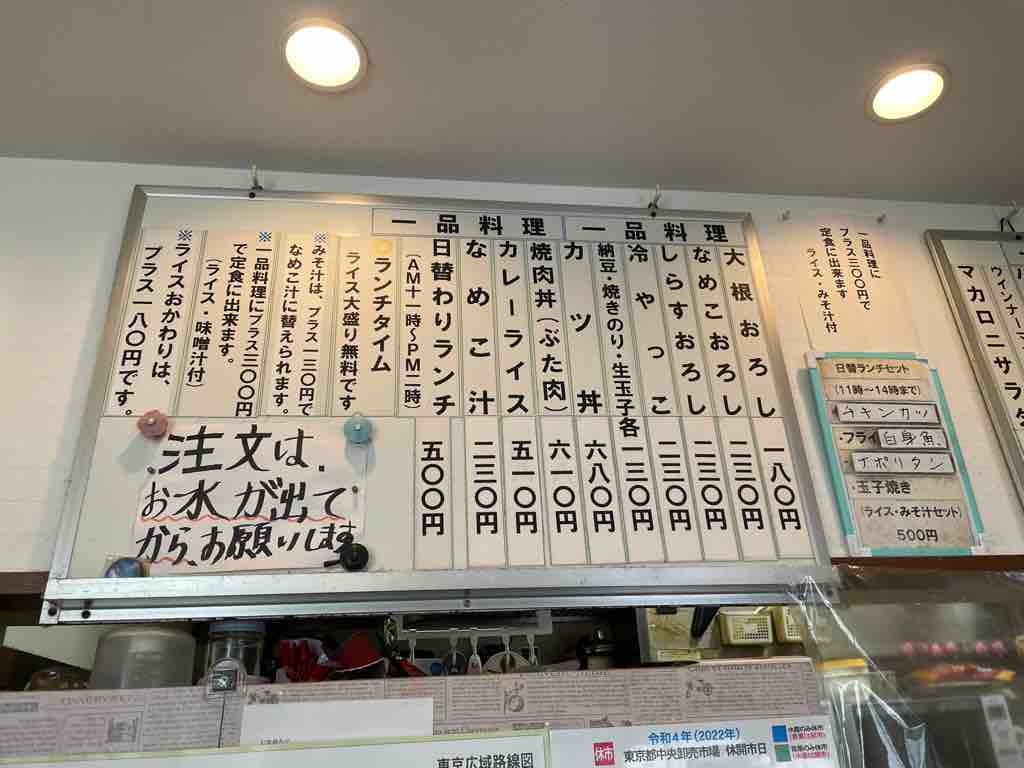 一品料理
一品料理
大根おろし 一八〇円
なめこおろし 二三〇円
しらすおろし 二三〇円
冷やっこ 二三〇円
納豆・焼きのり・生玉子各 一三〇円
カツ丼 六八〇円
焼肉丼(ぶた肉) 六一〇円
カレーライス 五一〇円
なめこ汁 二三〇円
日替わりランチ 五〇〇円
(AM十一時〜PM二時)
ランチタイム
ライス大盛り無料です
※みそ汁は、プラス一三〇円で
なめこ汁に替えられます。
※一品料理にプラス三〇〇円
で定食に出来ます。
(ライス・味噌汁付)
※ライスおかわりは、
プラス一八〇円です。
注文は、
お水が出て
から、お願いします
一品料理に
プラス三〇〇円で
定食に出来ます
ライス・みそ汁付
日替ランチセット
(11時〜14時まで)
・チキンカツ
・フライ白身魚、
・ナポリタン
・玉子焼き
(ライス・みそ汁セット)
500円
マカロニサラダ
東京広域路線図
休市
令和4年(2022年)
東京都中央卸売市場 休開市日